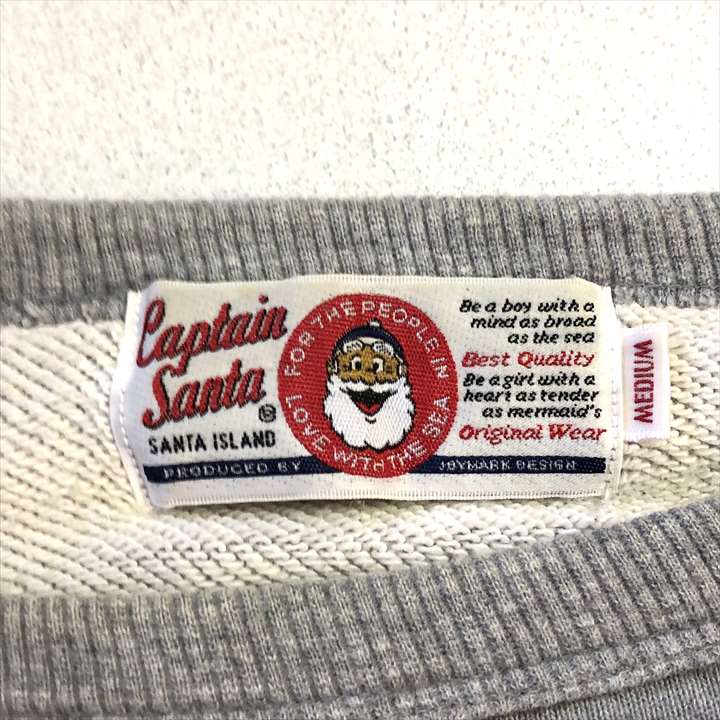 Captain
Santa®
SANTA ISLAND
FOR THE PEOPLE IN
LOVE WITH THE SEA
Be a boy with a
mind as broad
as the sea
Best Quality
Be a girl with a
heart as tender
as mermaid's
Original Wear
PRODUCED BY JOYMARK DESIGN
MEDIUM